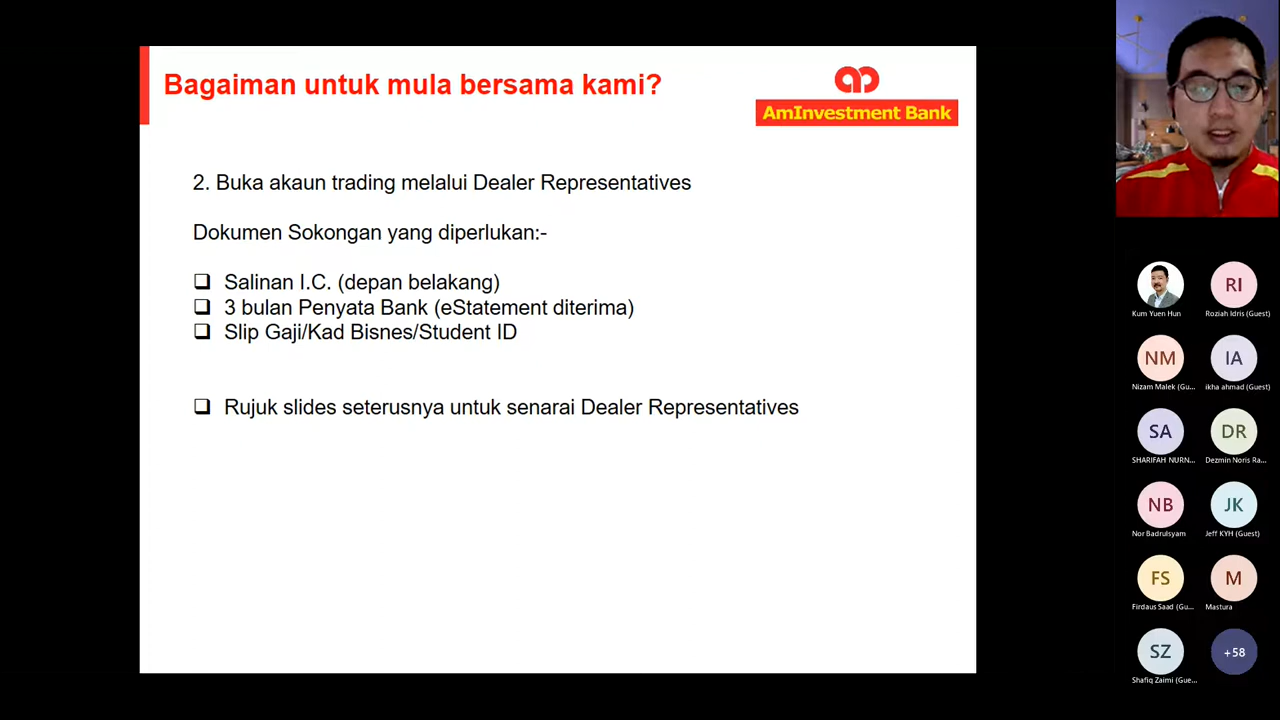 Bagaiman untuk mula bersama kami?
AmInvestment Bank
2. Buka akaun trading melalui Dealer Representatives
Dokumen Sokongan yang diperlukan:-
Salinan I.C. (depan belakang)
3 bulan Penyata Bank (eStatement diterima)
Slip Gaji/Kad Bisnes/Student ID
Rujuk slides seterusnya untuk senarai Dealer Representatives
Kum Yuen Hun
RI
Roziah Idris (Guest)
NM
Nizam Malek (Gu...
IA
ikha ahmad (Guest)
SA
SHARIFAH NURN...
DR
Dezmin Noris Ra...
NB
Nor Badrulsyam
JK
Jeff KYH (Guest)
FS
Firdaus Saad (Gu...
M
Mastura
SZ
Shafiq Zaimi (Gue...
+58